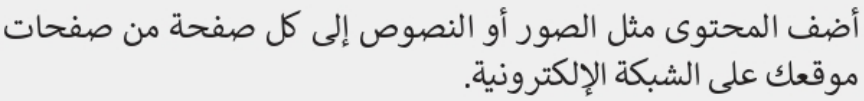 أضف المحتوى مثل الصور أو النصوص إلى كل صفحة من صفحات
موقعك على الشبكة الإلكترونية.